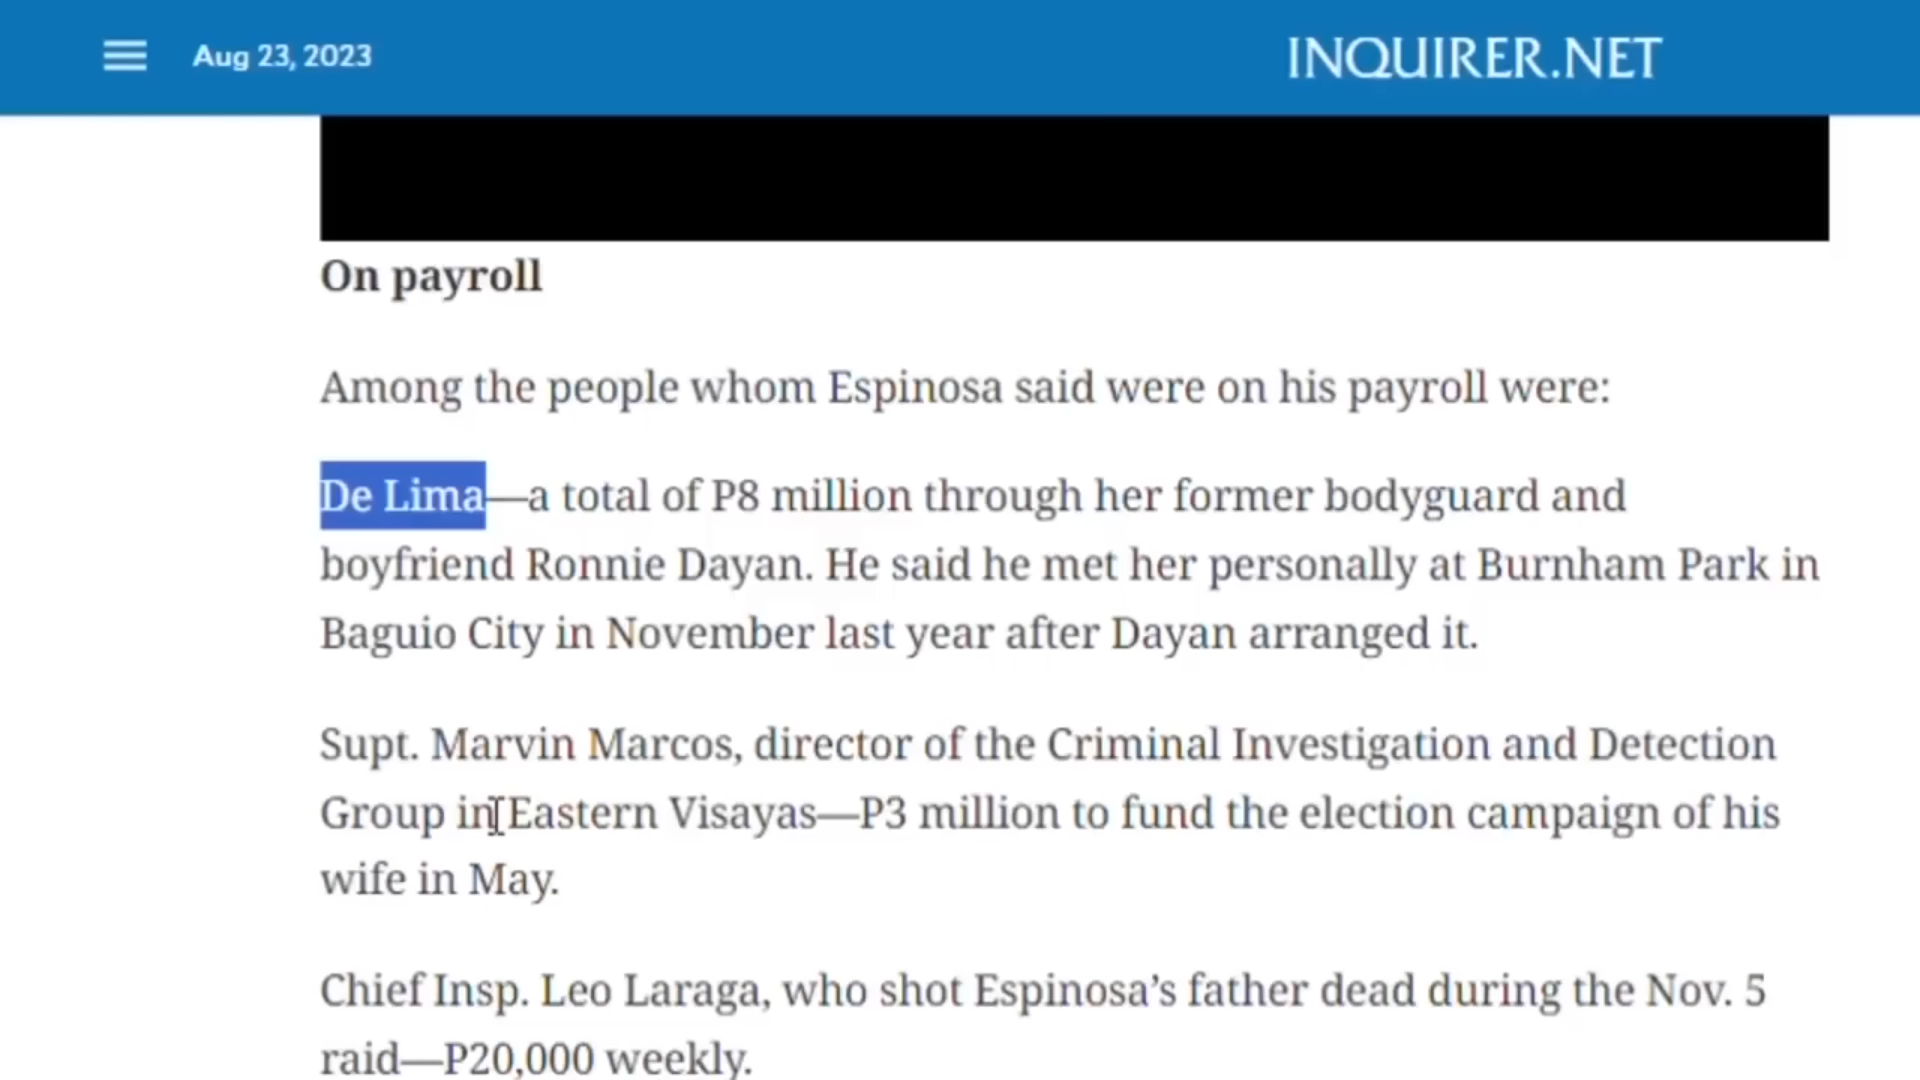 Aug 23, 2023
INQUIRER.NET
On payroll
Among the people whom Espinosa said were on his payroll were:
De Lima—a total of P8 million through her former bodyguard and
boyfriend Ronnie Dayan. He said he met her personally at Burnham Park in
Baguio City in November last year after Dayan arranged it.
Supt. Marvin Marcos, director of the Criminal Investigation and Detection
Group in Eastern Visayas—P3 million to fund the election campaign of his
wife in May.
Chief Insp. Leo Laraga, who shot Espinosa’s father dead during the Nov. 5
raid—P20,000 weekly.